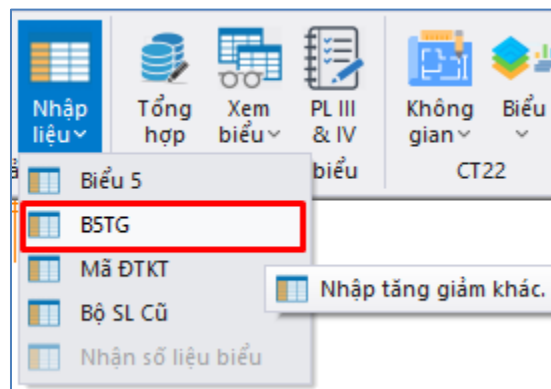 Nhập
liệu
Tổng
hợp
Xem
biểu
PL III
& IV
Không
gian
Biểu
biểu
CT22
Biểu 5
B5TG
Mã ĐTKT
Nhập tăng giảm khác.
Bộ SL Cũ
Nhận số liệu biểu